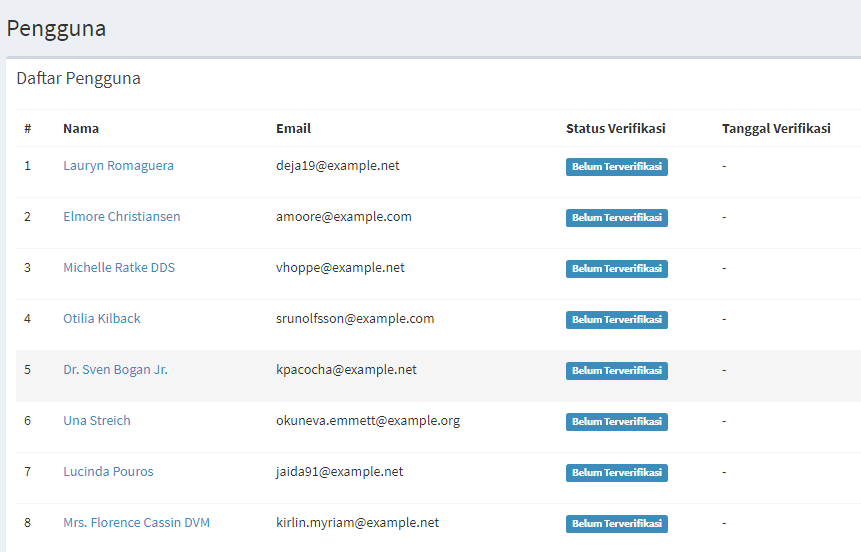 Pengguna
Daftar Pengguna
# Nama Email Status Verifikasi Tanggal Verifikasi
1 Lauryn Romaguera deja19@example.net Belum Terverifikasi -
2 Elmore Christiansen amoore@example.com Belum Terverifikasi -
3 Michelle Ratke DDS vhoppe@example.net Belum Terverifikasi -
4 Otilia Kilback srunolfsson@example.com Belum Terverifikasi -
5 Dr. Sven Bogan Jr. kpacocha@example.net Belum Terverifikasi -
6 Una Streich okuneva.emmett@example.org Belum Terverifikasi -
7 Lucinda Pouros jaida91@example.net Belum Terverifikasi -
8 Mrs. Florence Cassin DVM kirlin.myriam@example.net Belum Terverifikasi -